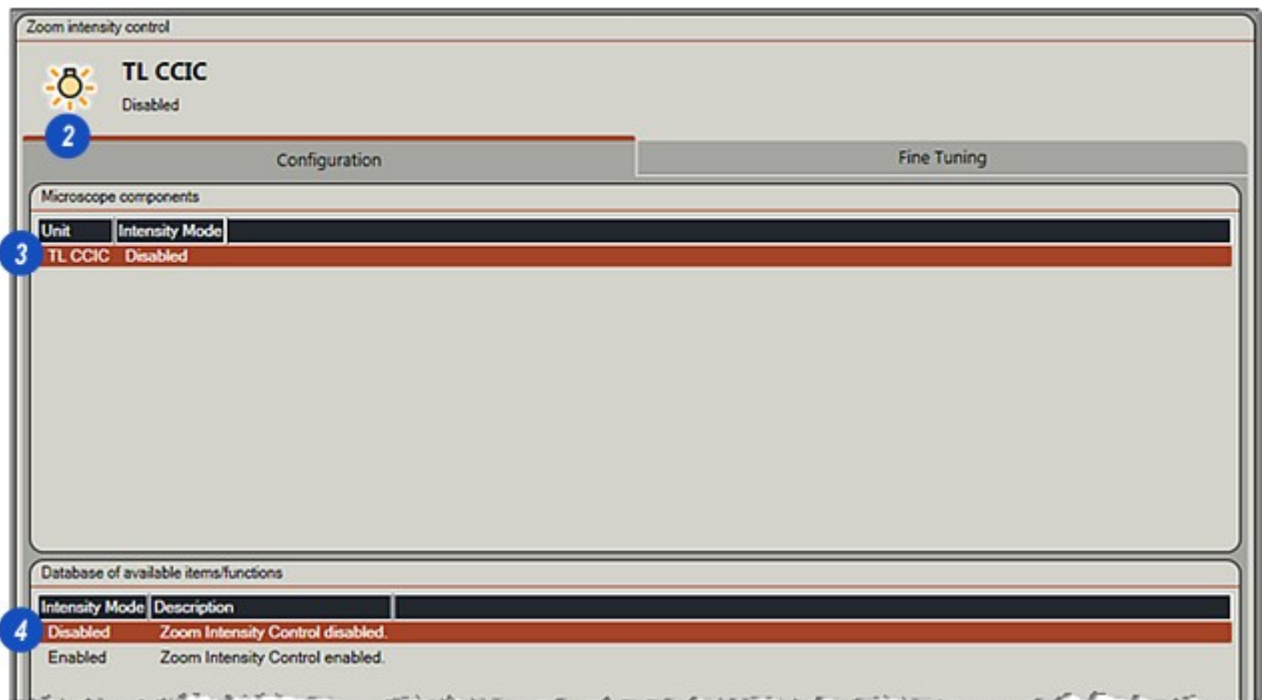 Zoom intensity control
TL CCIC
Disabled
2
Configuration Fine Tuning
Microscope components
Unit Intensity Mode
3 TL CCIC Disabled
Database of available items/functions
Intensity Mode Description
4 Disabled Zoom Intensity Control disabled.
Enabled Zoom Intensity Control enabled.